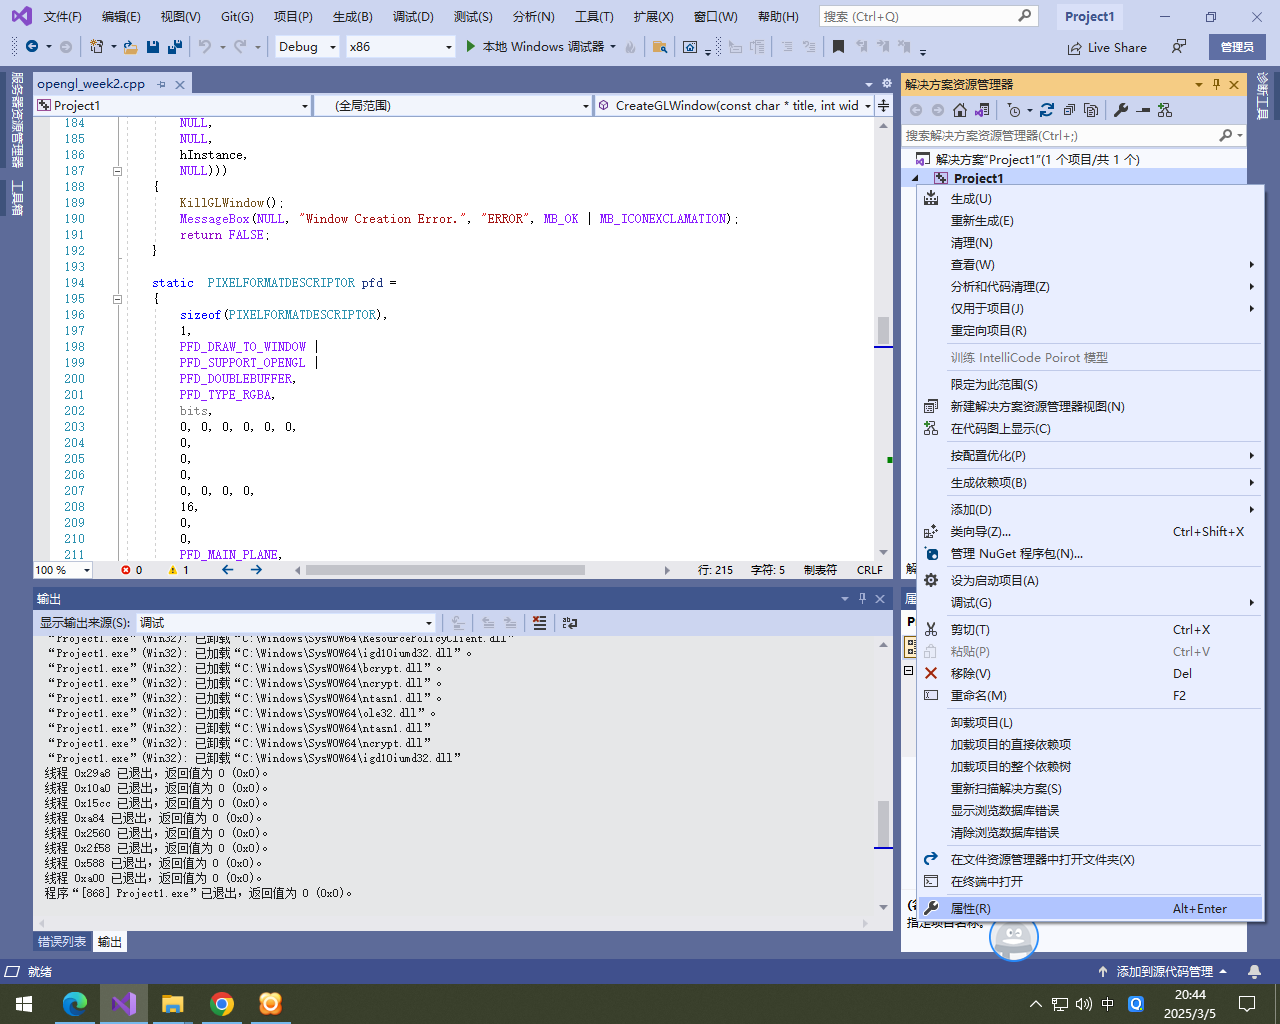 文件(F) 编辑(E) 视图(V) Git(G) 项目(P) 生成(B) 调试(D) 测试(S) 分析(N) 工具(T) 扩展(X) 窗口(W) 帮助(H) 搜索 (Ctrl+Q) Project1
Debug x86 本地 Windows 调试器 Live Share 管理员
服务器资源管理器
工具箱
opengl_week2.cpp
Project1 (全局范围) CreateGLWindow(const char * title, int wid
184 NULL,
185 NULL,
186 hInstance,
187 NULL)))
188 {
189 KillGLWindow();
190 MessageBox(NULL, "Window Creation Error.", "ERROR", MB_OK | MB_ICONEXCLAMATION);
191 return FALSE;
192 }
193
194 static PIXELFORMATDESCRIPTOR pfd =
195 {
196 sizeof(PIXELFORMATDESCRIPTOR),
197 1,
198 PFD_DRAW_TO_WINDOW |
199 PFD_SUPPORT_OPENGL |
200 PFD_DOUBLEBUFFER,
201 PFD_TYPE_RGBA,
202 bits,
203 0, 0, 0, 0, 0, 0,
204 0,
205 0,
206 0,
207 0, 0, 0, 0,
208 16,
209 0,
210 0,
211 PFD_MAIN_PLANE,
100 % 0 1 行: 215 字符: 5 制表符 CRLF
输出
显示输出来源(S): 调试
“Project1.exe”(Win32): 已卸载“C:\Windows\SysWOW64\ResourcePolicyClient.dll”
“Project1.exe”(Win32): 已加载“C:\Windows\SysWOW64\igd10iumd32.dll”。
“Project1.exe”(Win32): 已加载“C:\Windows\SysWOW64\bcrypt.dll”。
“Project1.exe”(Win32): 已加载“C:\Windows\SysWOW64\ncrypt.dll”。
“Project1.exe”(Win32): 已加载“C:\Windows\SysWOW64\ntasn1.dll”。
“Project1.exe”(Win32): 已加载“C:\Windows\SysWOW64\ole32.dll”。
“Project1.exe”(Win32): 已卸载“C:\Windows\SysWOW64\ntasn1.dll”
“Project1.exe”(Win32): 已卸载“C:\Windows\SysWOW64\ncrypt.dll”
“Project1.exe”(Win32): 已卸载“C:\Windows\SysWOW64\igd10iumd32.dll”
线程 0x29a8 已退出，返回值为 0 (0x0)。
线程 0x10a0 已退出，返回值为 0 (0x0)。
线程 0x15cc 已退出，返回值为 0 (0x0)。
线程 0xa84 已退出，返回值为 0 (0x0)。
线程 0x2560 已退出，返回值为 0 (0x0)。
线程 0x2f58 已退出，返回值为 0 (0x0)。
线程 0x588 已退出，返回值为 0 (0x0)。
线程 0xa00 已退出，返回值为 0 (0x0)。
程序“[868] Project1.exe”已退出，返回值为 0 (0x0)。
错误列表 输出
解决方案资源管理器
诊断工具
搜索解决方案资源管理器(Ctrl+;)
解决方案"Project1"(1 个项目/共 1 个)
Project1
生成(U)
重新生成(E)
清理(N)
查看(W)
分析和代码清理(Z)
仅用于项目(J)
重定向项目(R)
训练 IntelliCode Poirot 模型
限定为此范围(S)
新建解决方案资源管理器视图(N)
在代码图上显示(C)
按配置优化(P)
生成依赖项(B)
添加(D)
类向导(Z)... Ctrl+Shift+X
管理 NuGet 程序包(N)...
设为启动项目(A)
调试(G)
剪切(T) Ctrl+X
粘贴(P) Ctrl+V
移除(V) Del
重命名(M) F2
卸载项目(L)
加载项目的直接依赖项
加载项目的整个依赖树
重新扫描解决方案(S)
显示浏览数据库错误
清除浏览数据库错误
在文件资源管理器中打开文件夹(X)
在终端中打开
属性(R) Alt+Enter
指定项目名称。
就绪 添加到源代码管理
中
20:44
2025/3/5